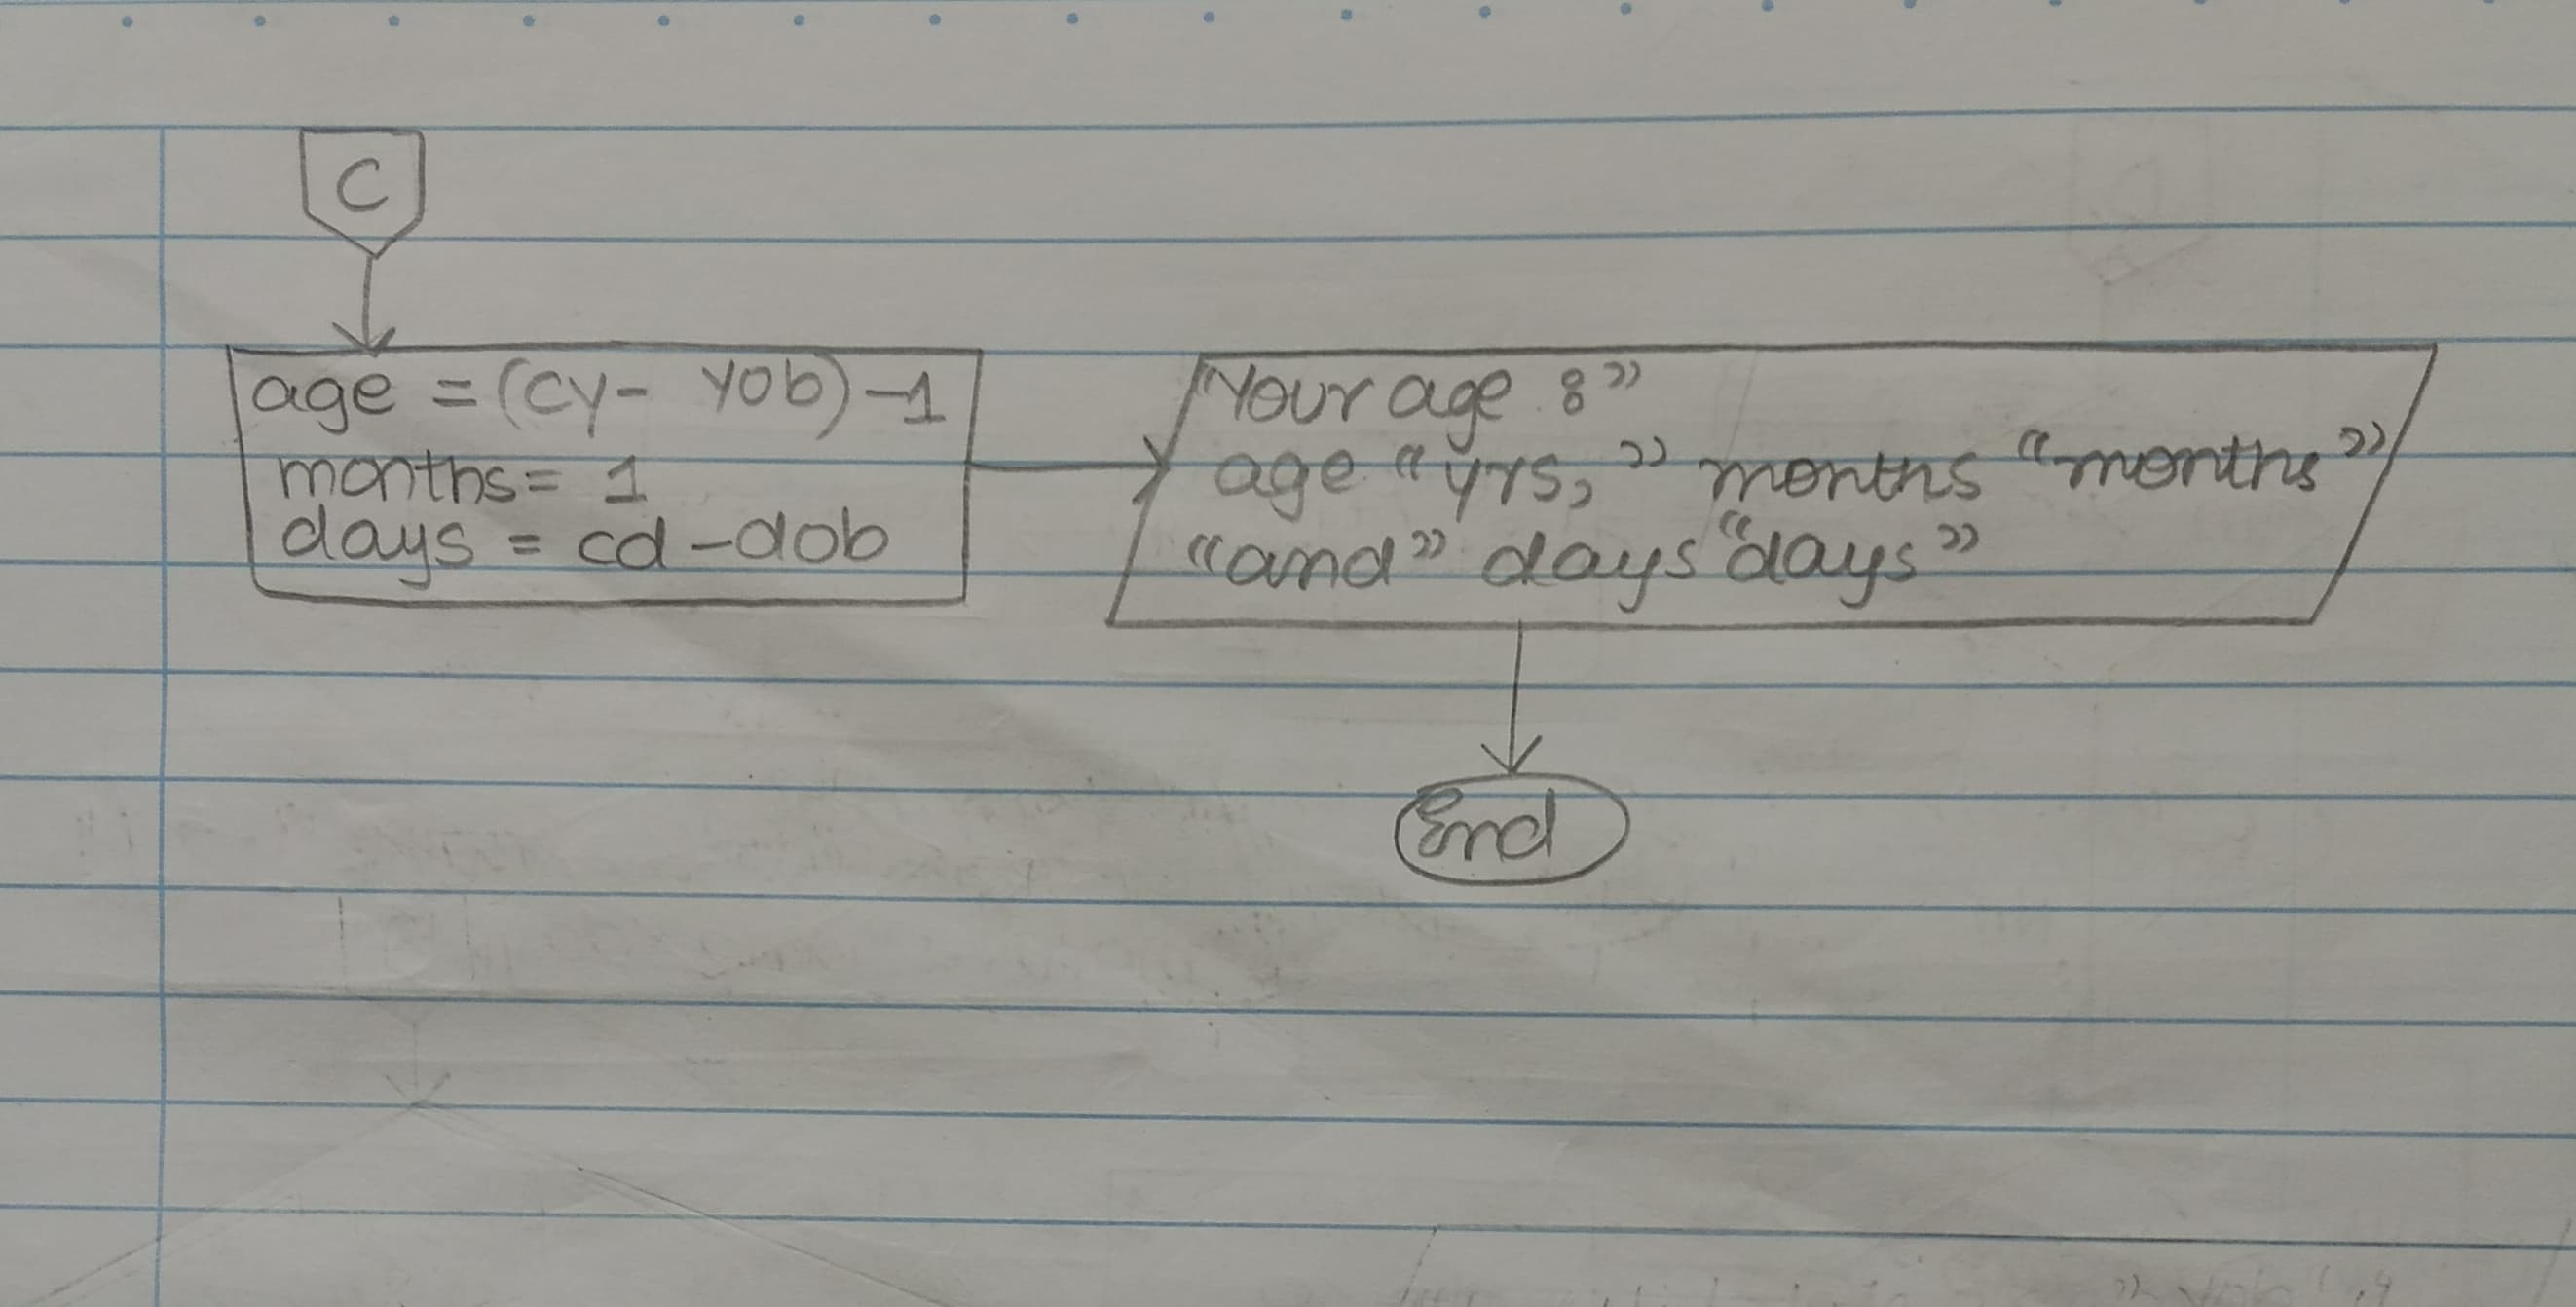 C
age = (cy- yob) -1
months = 1
days = cd - dob
"Your age :"
age "yrs," months "months"
"and" days "days"
End